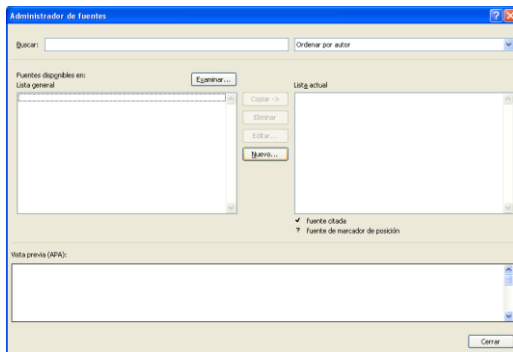 Administrador de fuentes
Buscar:
Ordenar por autor
Fuentes disponibles en:
Lista general
Examinar...
Lista actual
Copiar ->
Eliminar
Editar...
Nuevo...
✓ fuente citada
? fuente de marcador de posición
Vista previa (APA):
Cerrar